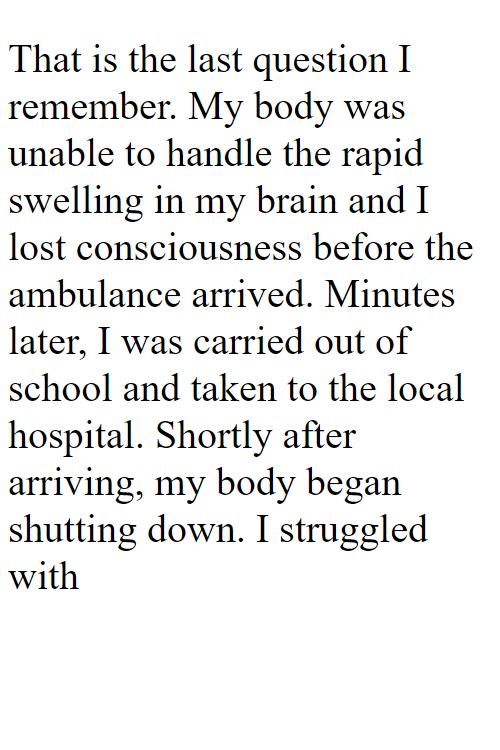 That is the last question I
remember. My body was
unable to handle the rapid
swelling in my brain and I
lost consciousness before the
ambulance arrived. Minutes
later, I was carried out of
school and taken to the local
hospital. Shortly after
arriving, my body began
shutting down. I struggled
with